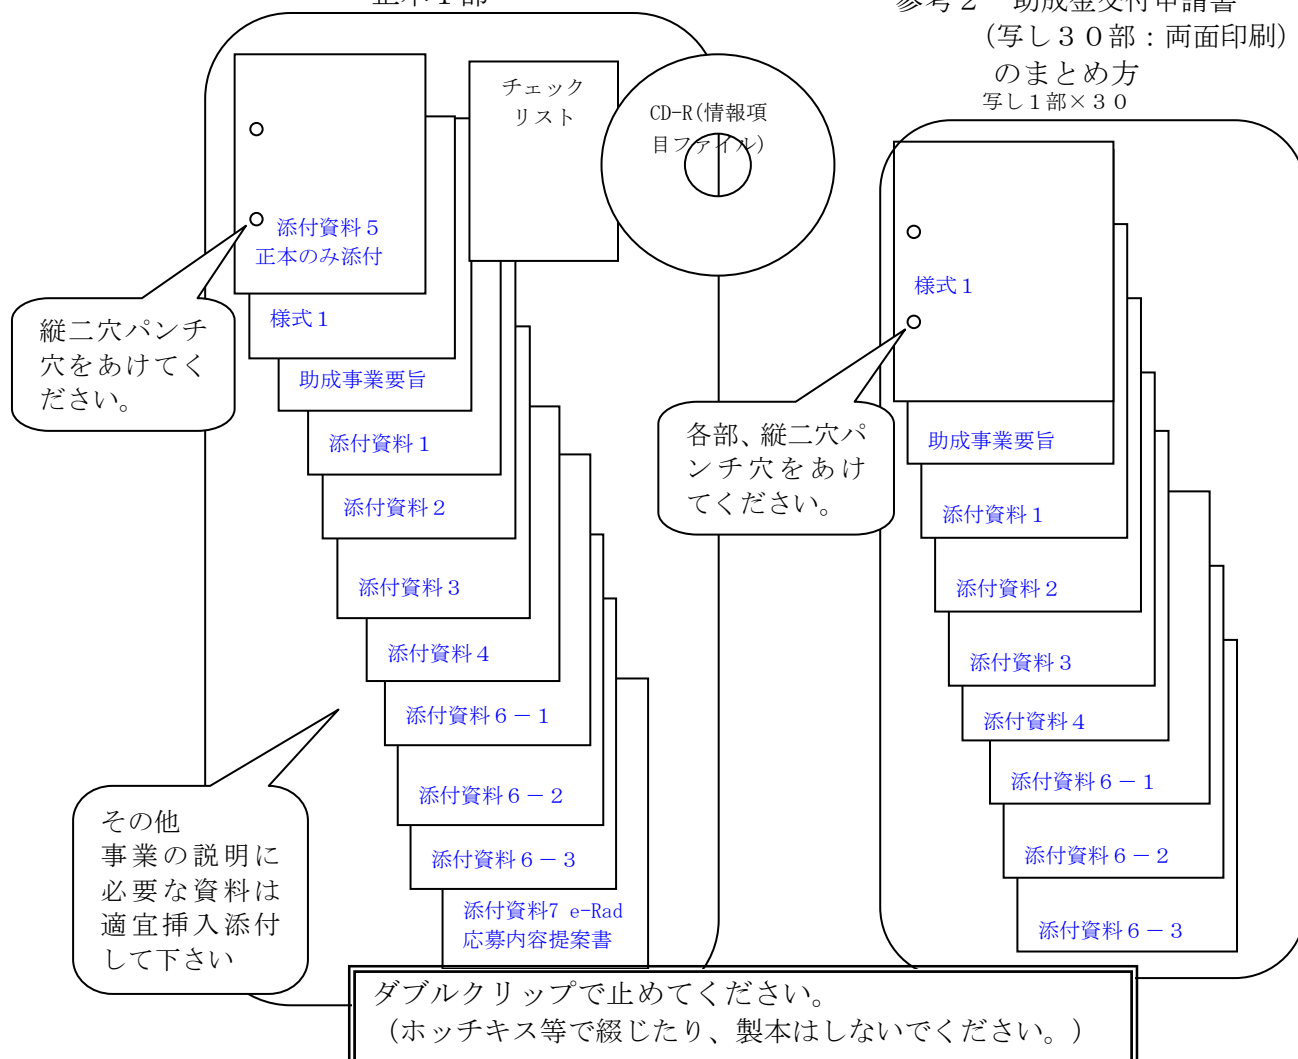 正本１部
参考２　助成金交付申請書
（写し３０部：両面印刷）
のまとめ方
写し１部×３０
チェック
リスト
CD-R(情報項
目ファイル)
添付資料５
正本のみ添付
様式１
助成事業要旨
添付資料１
添付資料２
添付資料３
添付資料４
添付資料６－１
添付資料６－２
添付資料６－３
添付資料7 e-Rad
応募内容提案書
縦二穴パンチ
穴をあけてく
ださい。
その他
事業の説明に
必要な資料は
適宜挿入添付
して下さい
様式１
助成事業要旨
添付資料１
添付資料２
添付資料３
添付資料４
添付資料６－１
添付資料６－２
添付資料６－３
各部、縦二穴パ
ンチ穴をあけ
てください。
ダブルクリップで止めてください。
（ホッチキス等で綴じたり、製本はしないでください。）